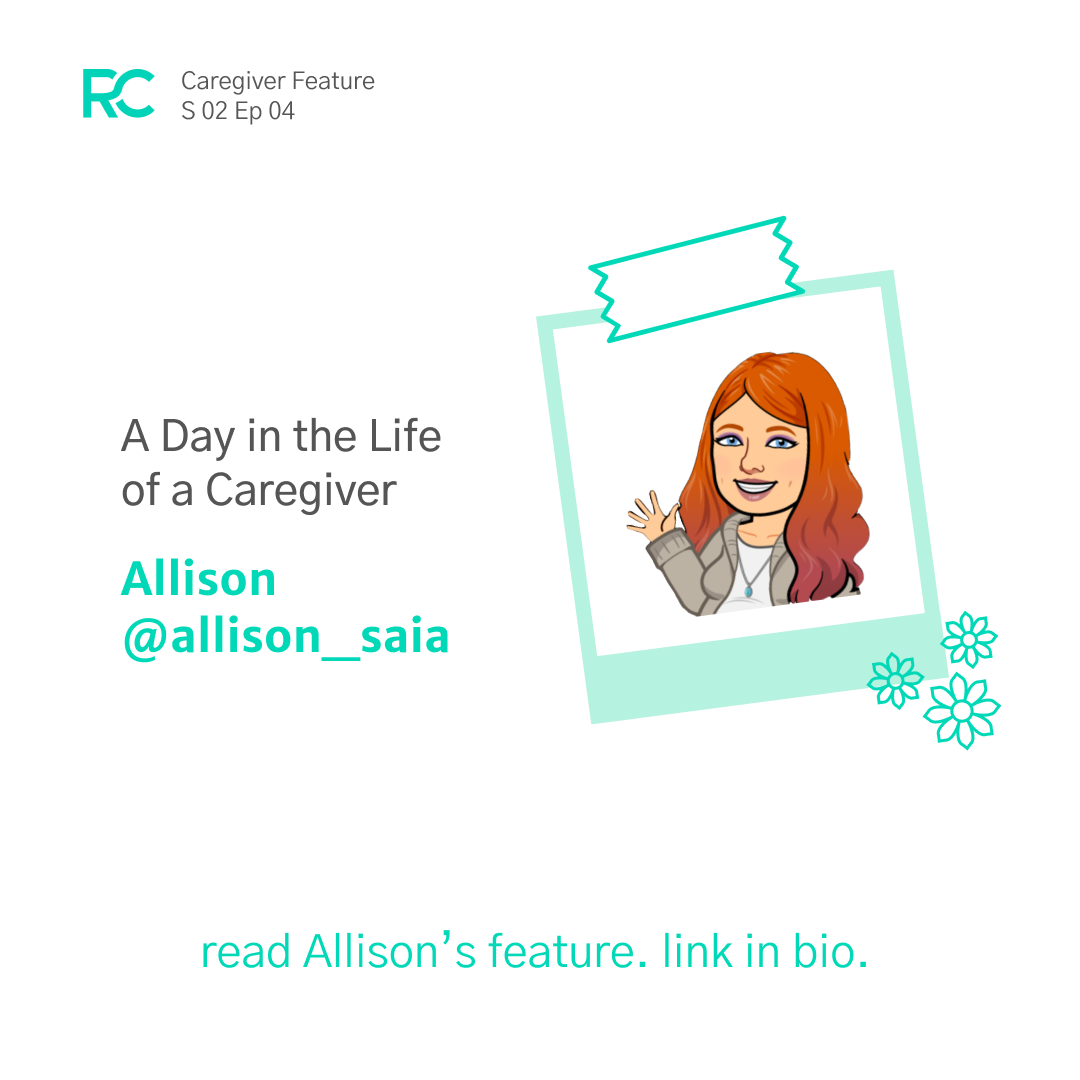 RC
Caregiver Feature
S 02 Ep 04
A Day in the Life
of a Caregiver
Allison
@allison__saia
read Allison’s feature. link in bio.